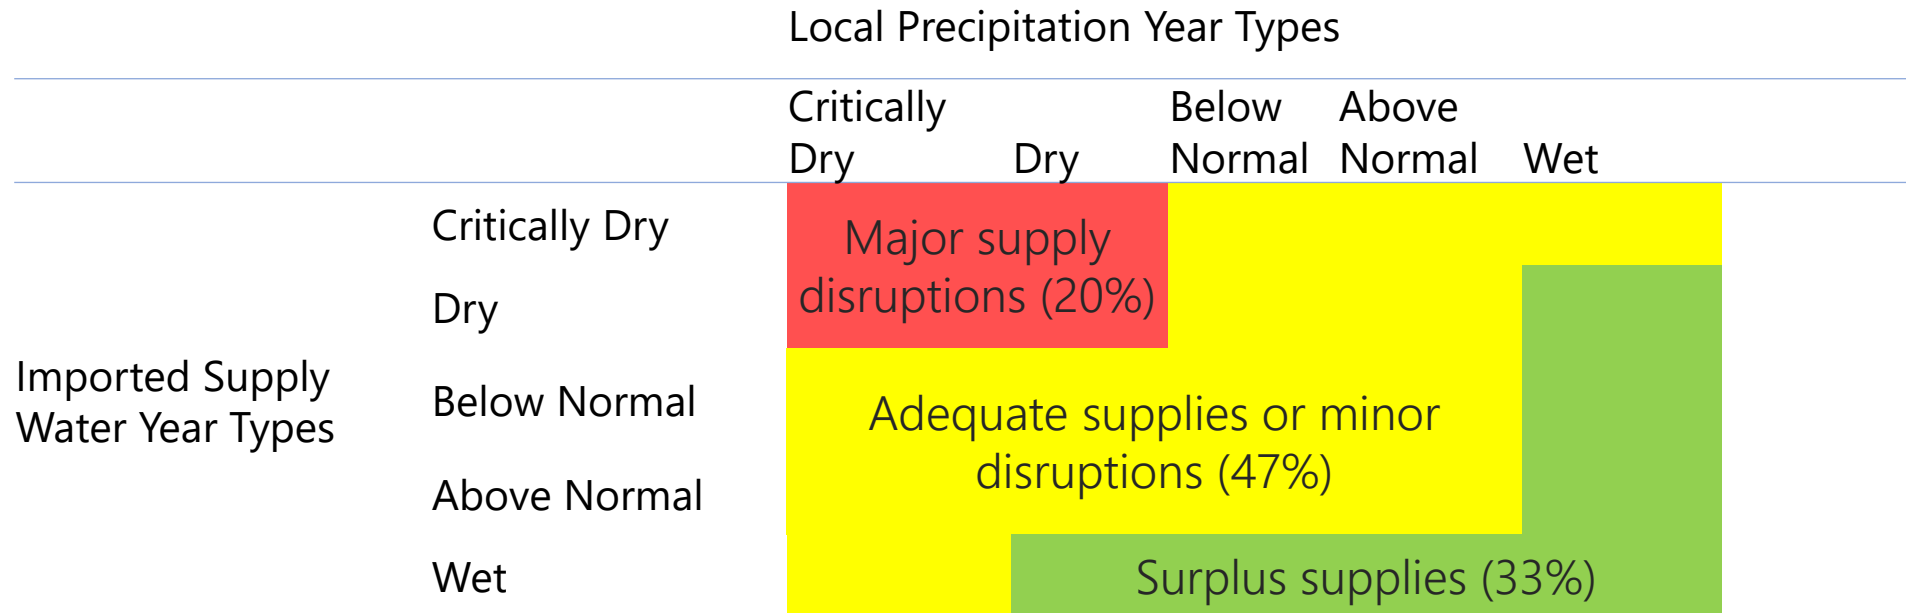 Local Precipitation Year Types
Critically
Dry
Dry
Below
Normal
Above
Normal
Wet
Imported Supply
Water Year Types
Critically Dry
Dry
Below Normal
Above Normal
Wet
Major supply
disruptions (20%)
Adequate supplies or minor
disruptions (47%)
Surplus supplies (33%)